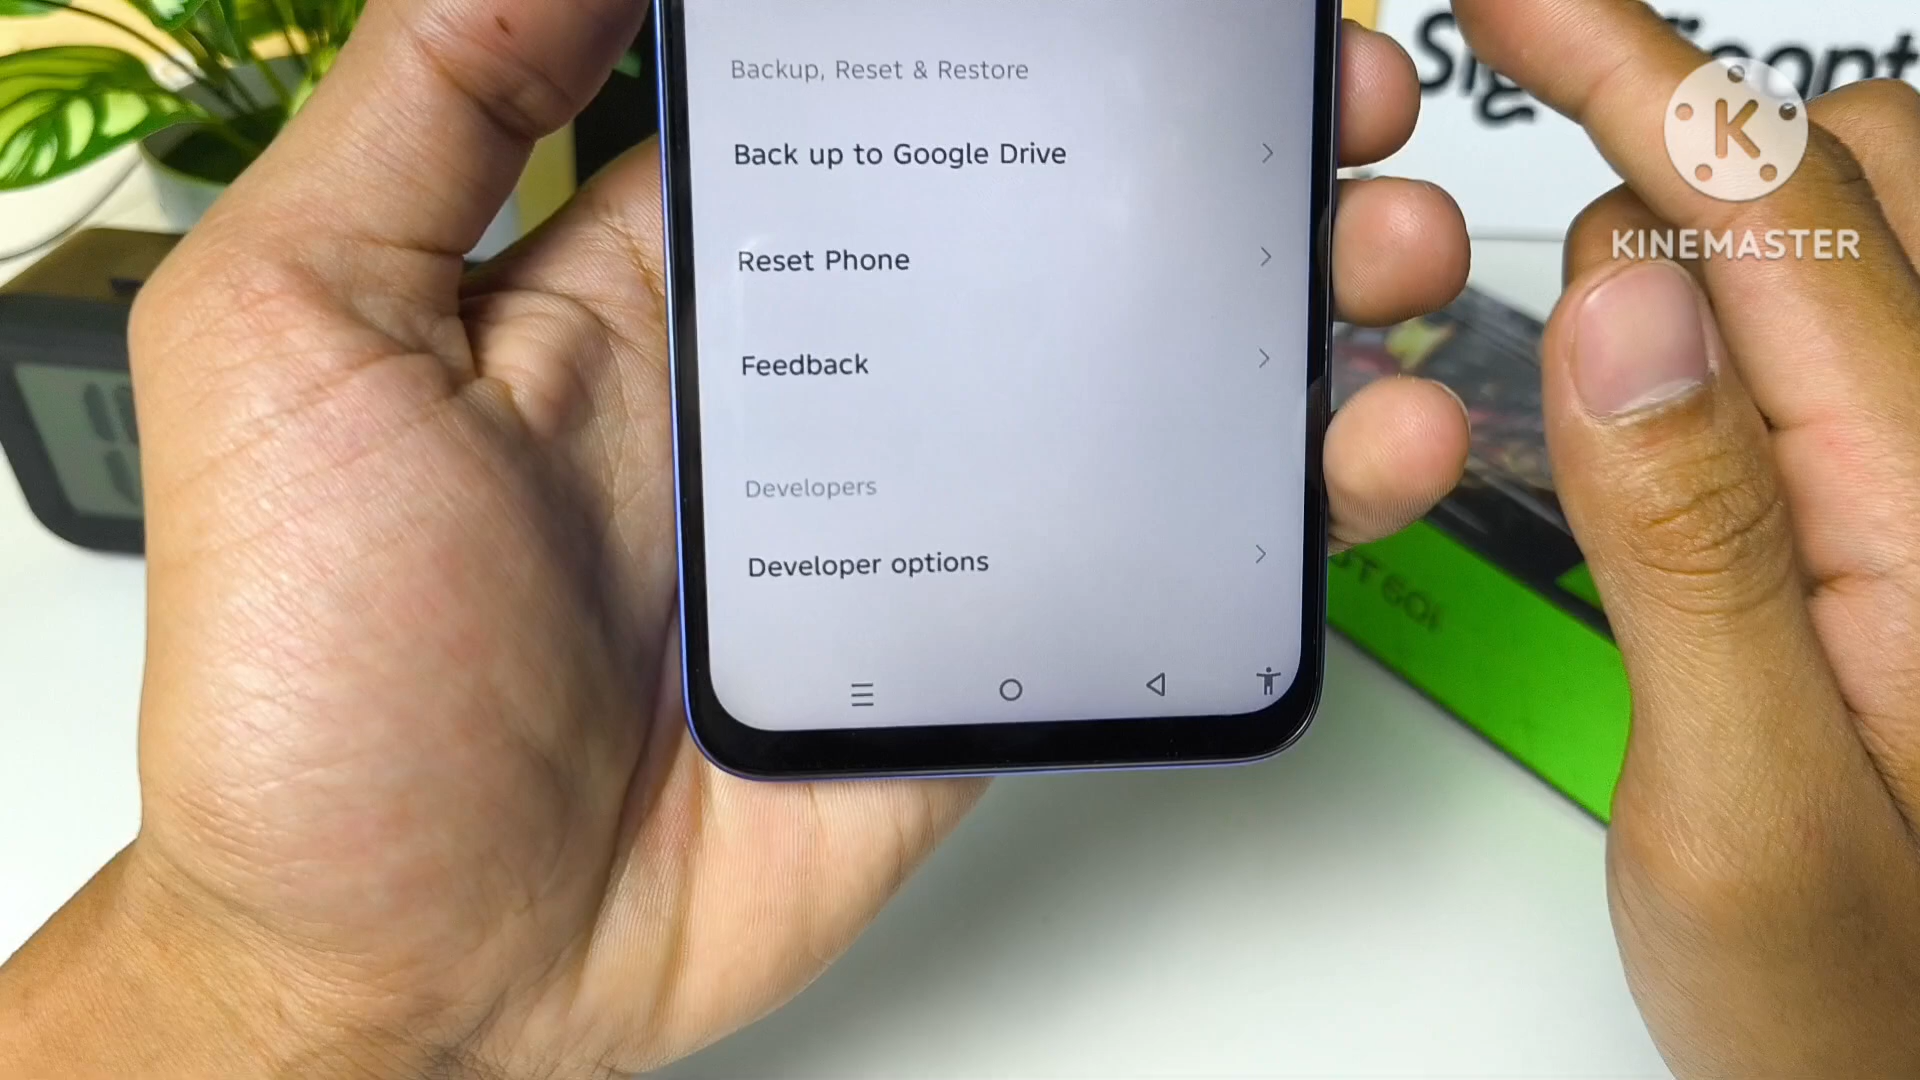 Backup, Reset & Restore
Back up to Google Drive
Reset Phone
Feedback
Developers
Developer options
K
KINEMASTER